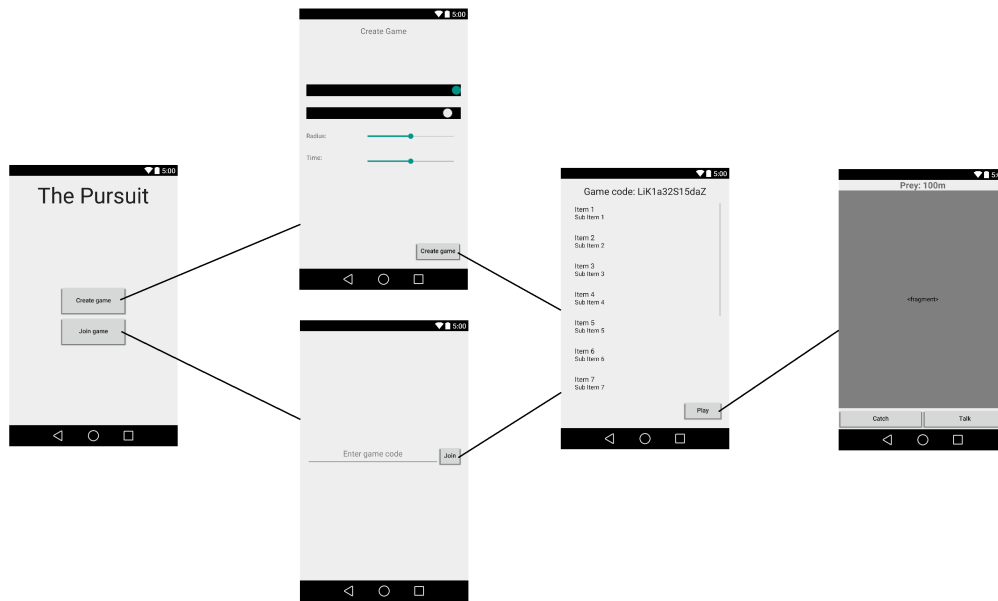 5:00
The Pursuit
Create game
Join game
5:00
Create Game
Radius:
Time:
Create game
5:00
Enter game code
Join
5:00
Game code: LiK1a32S15daZ
Item 1
Sub Item 1
Item 2
Sub Item 2
Item 3
Sub Item 3
Item 4
Sub Item 4
Item 5
Sub Item 5
Item 6
Sub Item 6
Item 7
Sub Item 7
Play
Prey: 100m
<fragment>
Catch
Talk